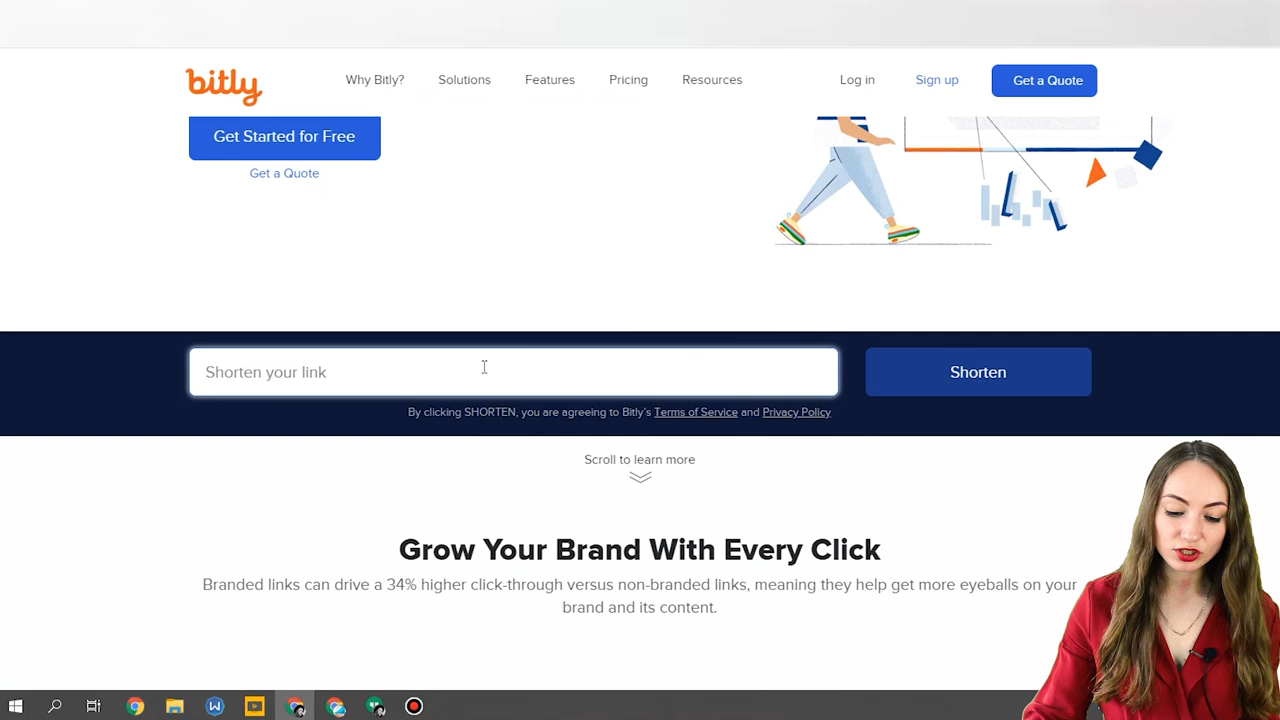 bitly
Why Bitly?
Solutions
Features
Pricing
Resources
Log in
Sign up
Get a Quote
Get Started for Free
Get a Quote
Shorten your link
Shorten
By clicking SHORTEN, you are agreeing to Bitly's Terms of Service and Privacy Policy
Scroll to learn more
Grow Your Brand With Every Click
Branded links can drive a 34% higher click-through versus non-branded links, meaning they help get more eyeballs on your
brand and its content.